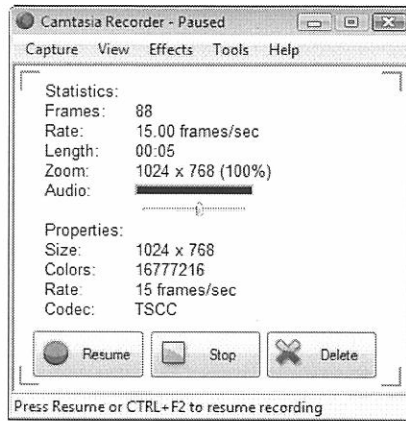 Camtasia Recorder - Paused
Capture View Effects Tools Help
Statistics:
Frames: 88
Rate: 15.00 frames/sec
Length: 00:05
Zoom: 1024 x 768 (100%)
Audio:
Properties:
Size: 1024 x 768
Colors: 16777216
Rate: 15 frames/sec
Codec: TSCC
Resume Stop Delete
Press Resume or CTRL+F2 to resume recording